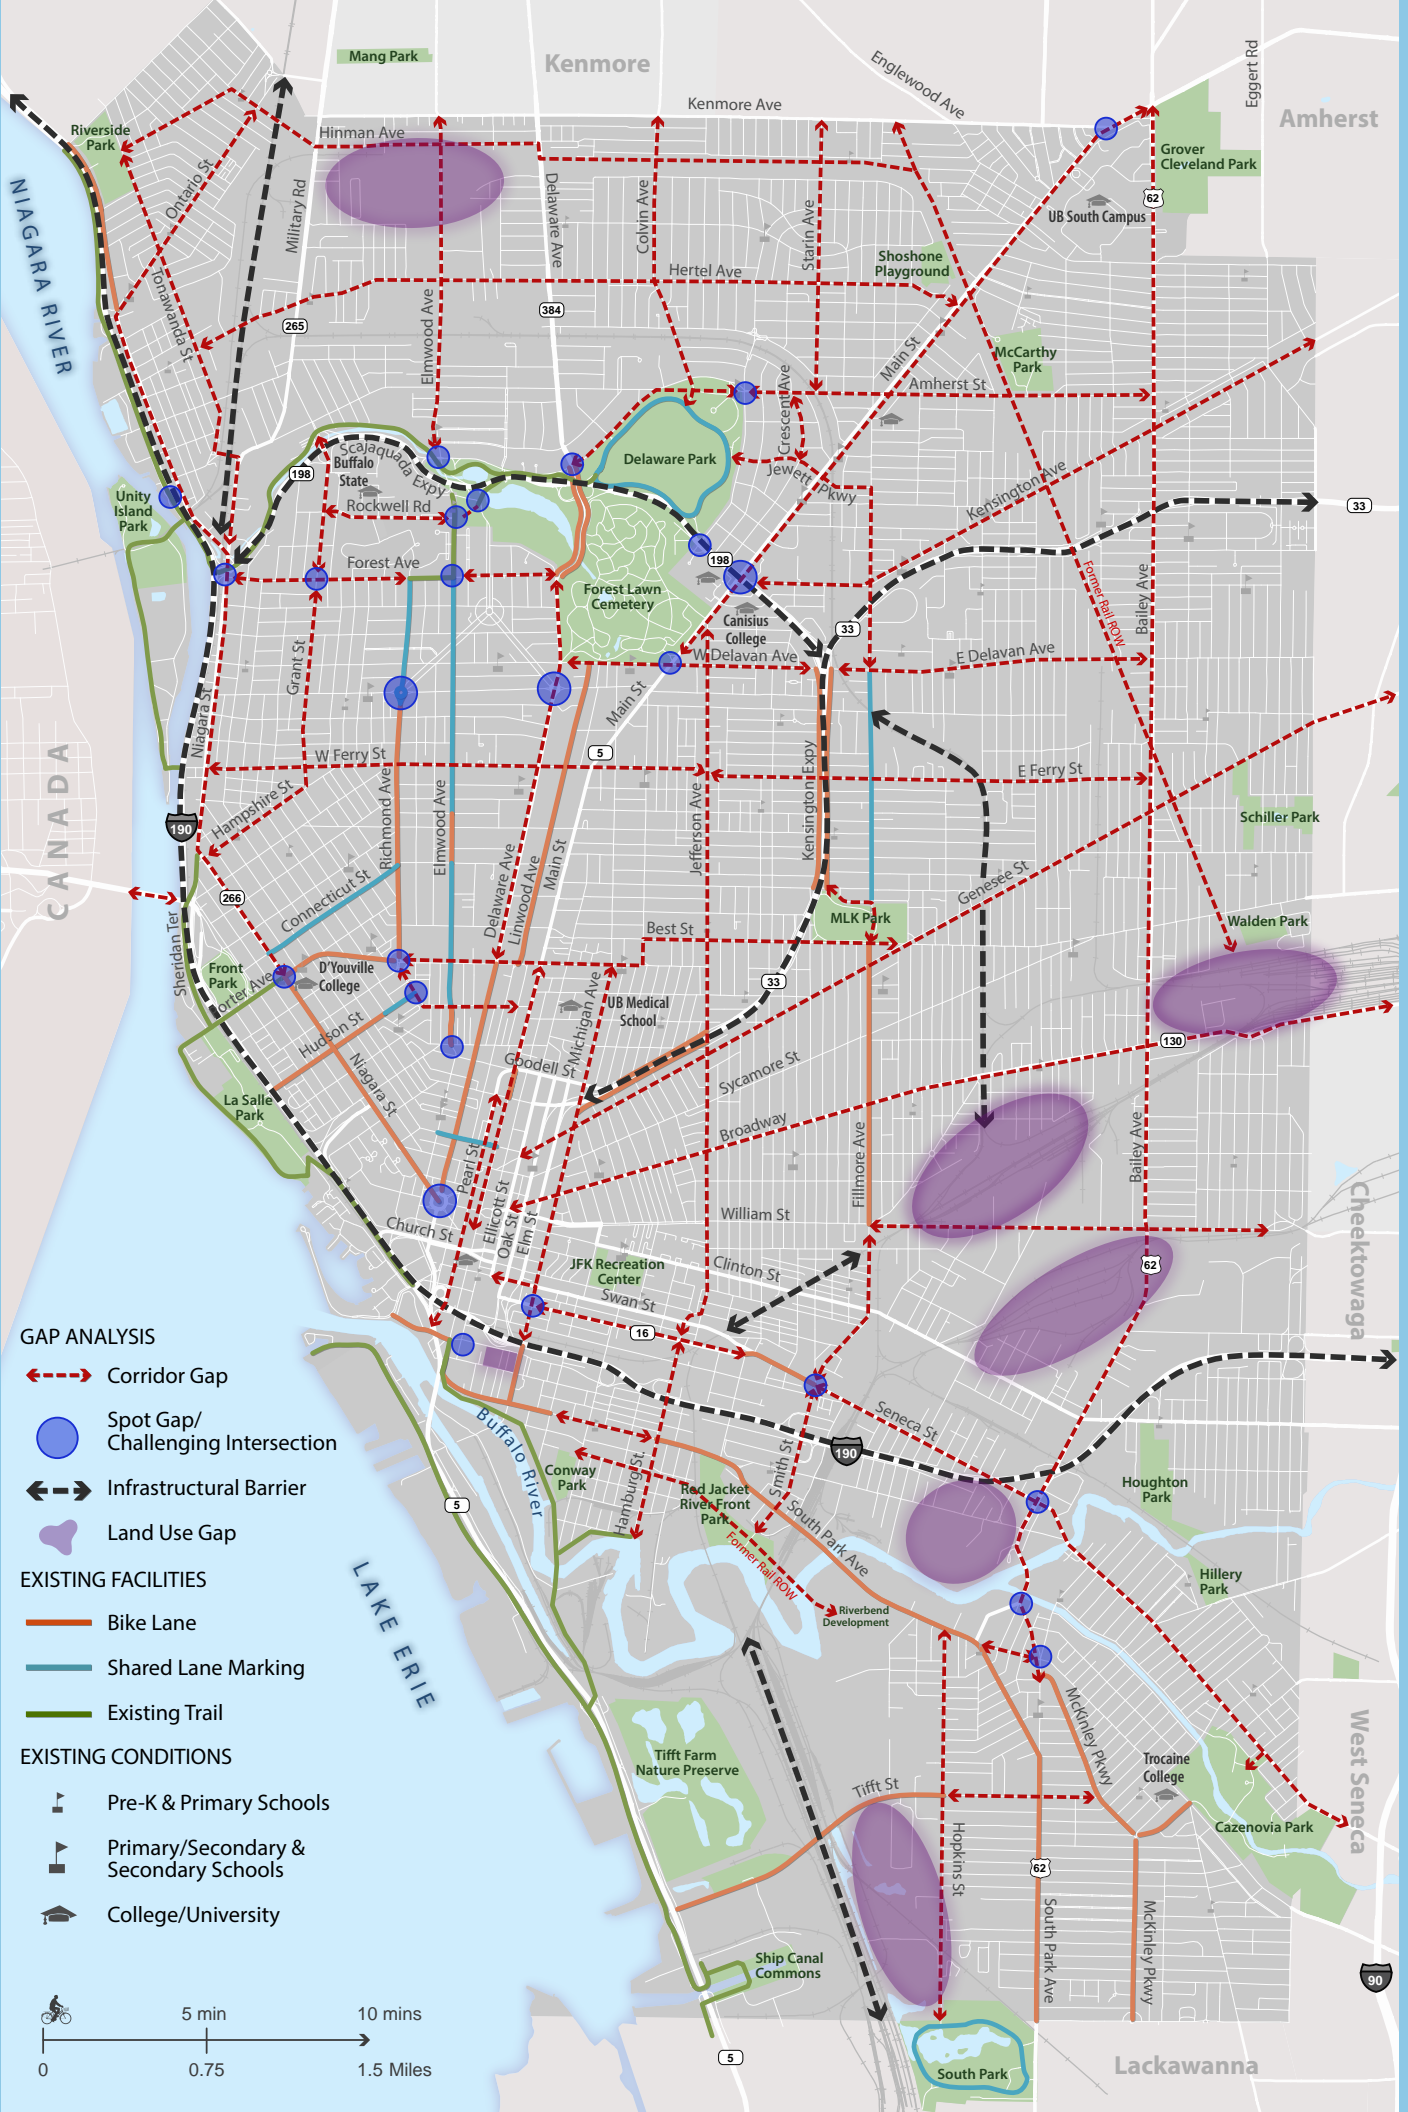 Mang Park
Kenmore
Englewood Ave
Eggert Rd
Kenmore Ave
Amherst
Riverside
Park
Hinman Ave
Grover
Cleveland Park
Ontario St
Military Rd
Delaware Ave
Colvin Ave
Starin Ave
62
UB South Campus
NIAGARA RIVER
Shoshone
Playground
Hertel Ave
Tonawanda St
265
384
Elmwood Ave
Main St
McCarthy
Park
Amherst St
Crescent Ave
Scajaquada Expy
Delaware Park
Buffalo
State
198
Jewett Pkwy
Kensington Ave
Unity
Island
Park
Rockwell Rd
33
198
Forest Ave
Forest Lawn
Cemetery
Former Rail ROW
Bailey Ave
Canisius
College
33
Grant St
W Delavan Ave
E Delavan Ave
Niagara St
Main St
5
CANADA
W Ferry St
E Ferry St
Hampshire St
Richmond Ave
Elmwood Ave
Jefferson Ave
Kensington Expy
Schiller Park
190
Delaware Ave
Linwood Ave
Main St
266
Connecticut St
Genesee St
MLK Park
Walden Park
Best St
Sheridan Ter
Front
Park
D'Youville
College
Porter Ave
33
UB Medical
School
Michigan Ave
Hudson St
130
Goodell St
Niagara St
Sycamore St
La Salle
Park
Broadway
Fillmore Ave
Bailey Ave
Pearl St
Ellicott St
Oak St
Elm St
Church St
William St
Cheektowaga
JFK Recreation
Center
Clinton St
62
Swan St
16
GAP ANALYSIS
Corridor Gap
Spot Gap/
Challenging Intersection
Infrastructural Barrier
Land Use Gap
EXISTING FACILITIES
Bike Lane
Shared Lane Marking
Existing Trail
EXISTING CONDITIONS
Pre-K & Primary Schools
Primary/Secondary &
Secondary Schools
College/University
5 min
10 mins
0
0.75
1.5 Miles
Buffalo River
Seneca St
190
Conway
Park
Hamburg St.
Smith St
Red Jacket
River Front
Park
Houghton
Park
5
South Park Ave
Former Rail ROW
LAKE ERIE
Hillery
Park
Riverbend
Development
McKinley Pkwy
West Seneca
Tifft Farm
Nature Preserve
Trocaine
College
Tifft St
Cazenovia Park
Hopkins St
62
South Park Ave
McKinley Pkwy
Ship Canal
Commons
90
5
South Park
Lackawanna